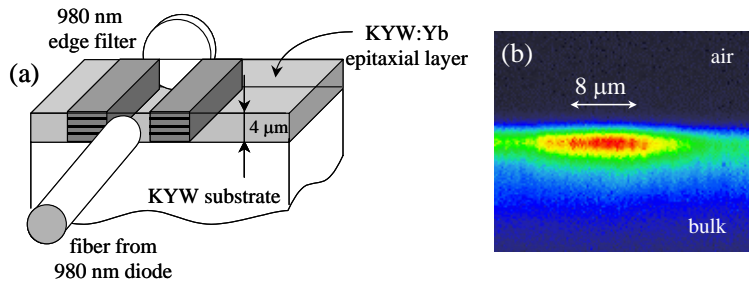 980 nm
edge filter
(a)
KYW:Yb
epitaxial layer
4 μm
KYW substrate
fiber from
980 nm diode
(b)
air
8 μm
bulk